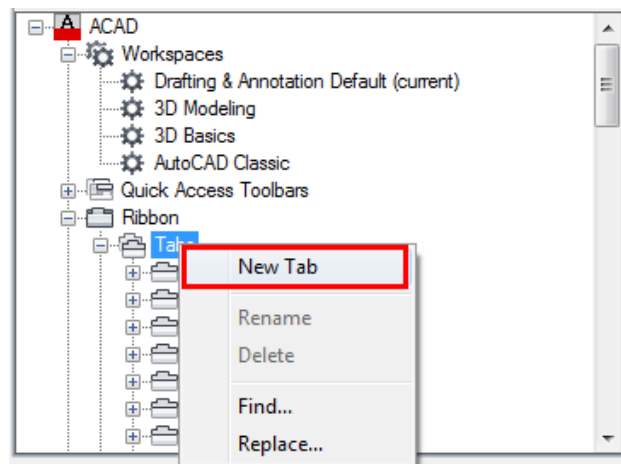 ACAD
Workspaces
Drafting & Annotation Default (current)
3D Modeling
3D Basics
AutoCAD Classic
Quick Access Toolbars
Ribbon
Tabs
New Tab
Rename
Delete
Find...
Replace...